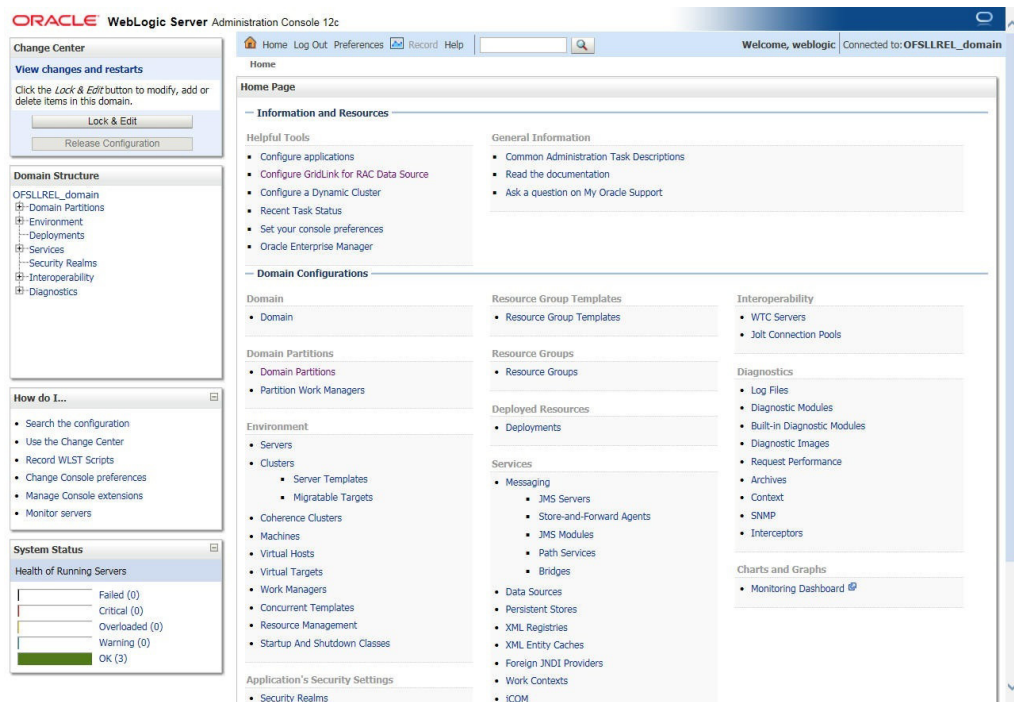 ORACLE WebLogic Server Administration Console 12c
Change Center
View changes and restarts
Click the Lock & Edit button to modify, add or
delete items in this domain.
Lock & Edit
Release Configuration
Domain Structure
OFSLLREL_domain
Domain Partitions
Environment
Deployments
Services
Security Realms
Interoperability
Diagnostics
How do I...
Search the configuration
Use the Change Center
Record WLST Scripts
Change Console preferences
Manage Console extensions
Monitor servers
System Status
Health of Running Servers
Failed (0)
Critical (0)
Overloaded (0)
Warning (0)
OK (3)
Home Log Out Preferences Record Help
Welcome, weblogic Connected to: OFSLLREL_domain
Home
Home Page
Information and Resources
Helpful Tools
Configure applications
Configure GridLink for RAC Data Source
Configure a Dynamic Cluster
Recent Task Status
Set your console preferences
Oracle Enterprise Manager
General Information
Common Administration Task Descriptions
Read the documentation
Ask a question on My Oracle Support
Domain Configurations
Domain
Domain
Domain Partitions
Domain Partitions
Partition Work Managers
Environment
Servers
Clusters
Server Templates
Migratable Targets
Coherence Clusters
Machines
Virtual Hosts
Virtual Targets
Work Managers
Concurrent Templates
Resource Management
Startup And Shutdown Classes
Application's Security Settings
Security Realms
Resource Group Templates
Resource Group Templates
Resource Groups
Resource Groups
Deployed Resources
Deployments
Services
Messaging
JMS Servers
Store-and-Forward Agents
JMS Modules
Path Services
Bridges
Data Sources
Persistent Stores
XML Registries
XML Entity Caches
Foreign JNDI Providers
Work Contexts
jCOM
Interoperability
WTC Servers
Jolt Connection Pools
Diagnostics
Log Files
Diagnostic Modules
Built-in Diagnostic Modules
Diagnostic Images
Request Performance
Archives
Context
SNMP
Interceptors
Charts and Graphs
Monitoring Dashboard